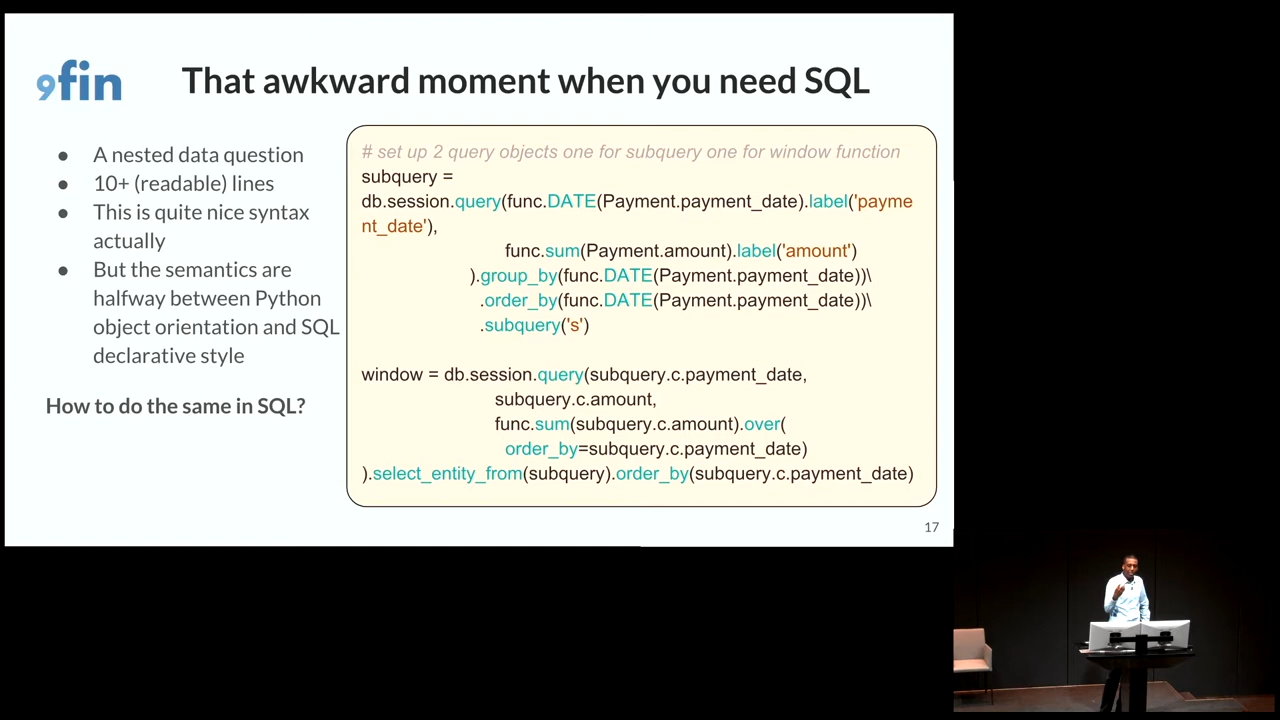 9fin
That awkward moment when you need SQL
● A nested data question
● 10+ (readable) lines
● This is quite nice syntax
actually
● But the semantics are
halfway between Python
object orientation and SQL
declarative style
How to do the same in SQL?
# set up 2 query objects one for subquery one for window function
subquery =
db.session.query(func.DATE(Payment.payment_date).label('payme
nt_date'),
func.sum(Payment.amount).label('amount')
).group_by(func.DATE(Payment.payment_date))\
.order_by(func.DATE(Payment.payment_date))\
.subquery('s')
window = db.session.query(subquery.c.payment_date,
subquery.c.amount,
func.sum(subquery.c.amount).over(
order_by=subquery.c.payment_date)
).select_entity_from(subquery).order_by(subquery.c.payment_date)
17